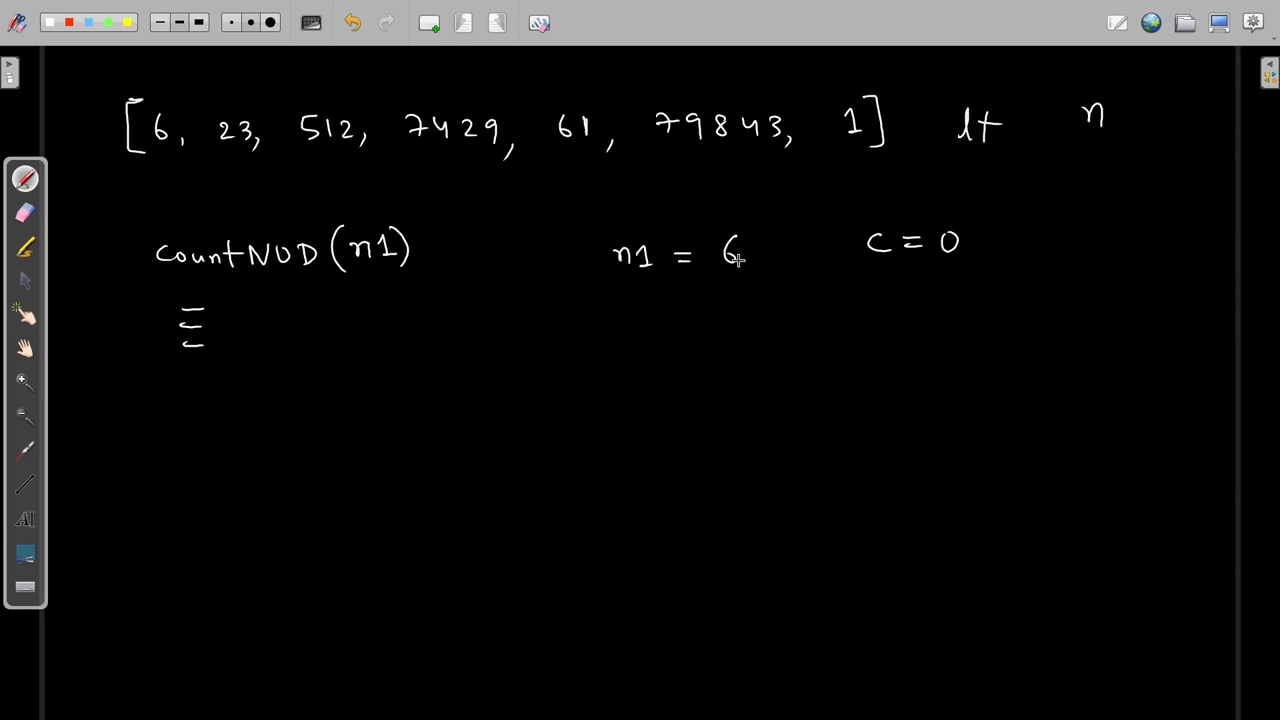 [6, 23, 512, 7429, 61, 79843, 1] lt n
countNOD(n1) n1 = 6 c = 0